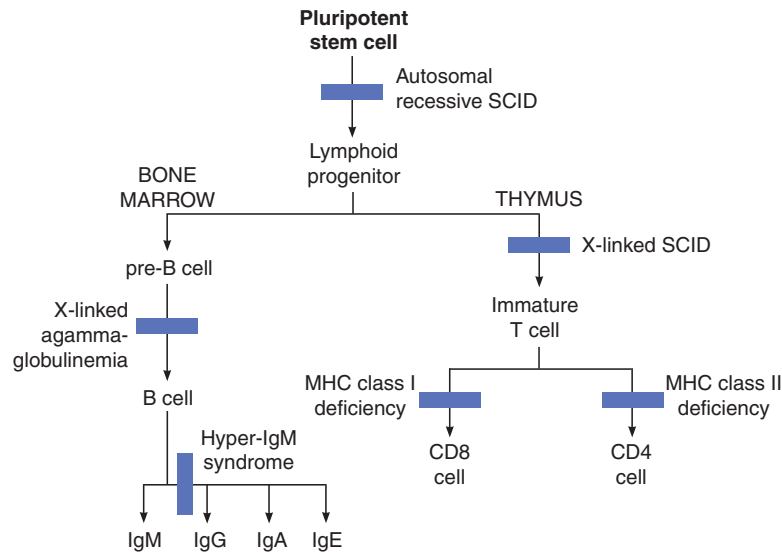 Pluripotent
stem cell
Autosomal
recessive SCID
Lymphoid
progenitor
BONE
MARROW
THYMUS
X-linked SCID
pre-B cell
Immature
T cell
X-linked
agamma-
globulinemia
MHC class I
deficiency
MHC class II
deficiency
B cell
Hyper-IgM
syndrome
CD8
cell
CD4
cell
IgM IgG IgA IgE